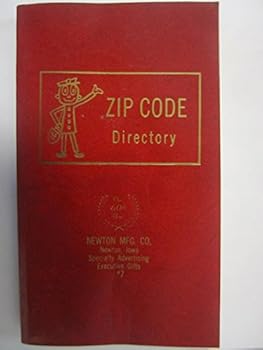 ZIP CODE
Directory
NEWTON MFG. CO.
Newton, Iowa
Specialty Advertising
Executive Gifts